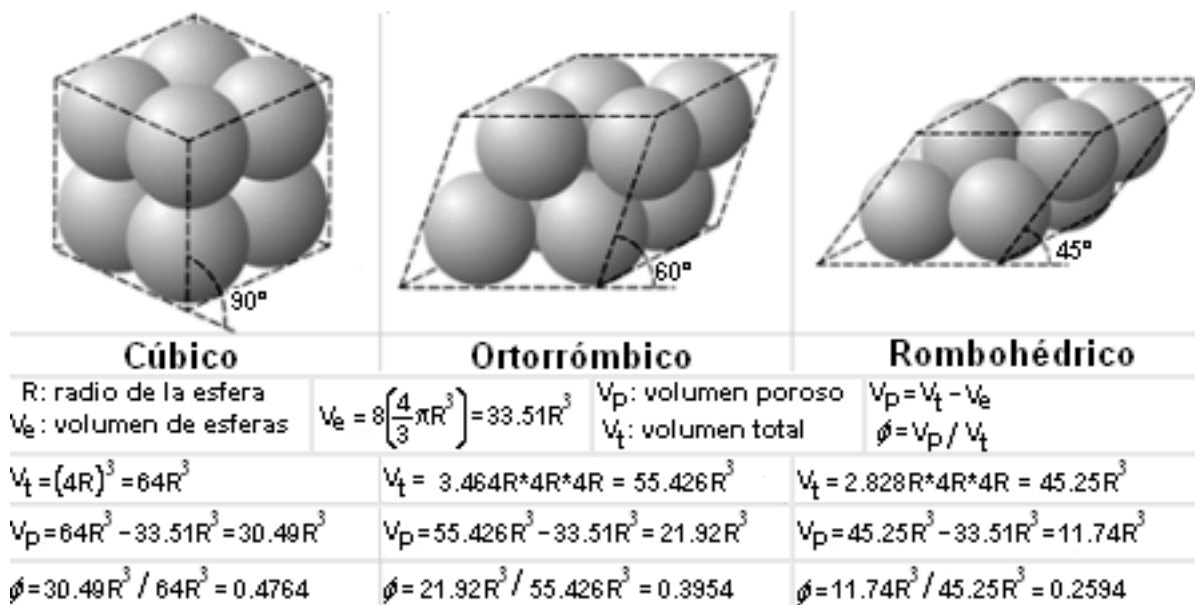 90°
60°
45°
Cúbico
Ortorrómbico
Rombohédrico
R: radio de la esfera
Ve: volumen de esferas
Ve = 8(4/3 πR³) = 33.51R³
Vp: volumen poroso
Vt: volumen total
Vp = Vt - Ve
ϕ = Vp / Vt
Vt = (4R)³ = 64R³
Vt = 3.464R*4R*4R = 55.426R³
Vt = 2.828R*4R*4R = 45.25R³
Vp = 64R³ - 33.51R³ = 30.49R³
Vp = 55.426R³ - 33.51R³ = 21.92R³
Vp = 45.25R³ - 33.51R³ = 11.74R³
ϕ = 30.49R³ / 64R³ = 0.4764
ϕ = 21.92R³ / 55.426R³ = 0.3954
ϕ = 11.74R³ / 45.25R³ = 0.2594